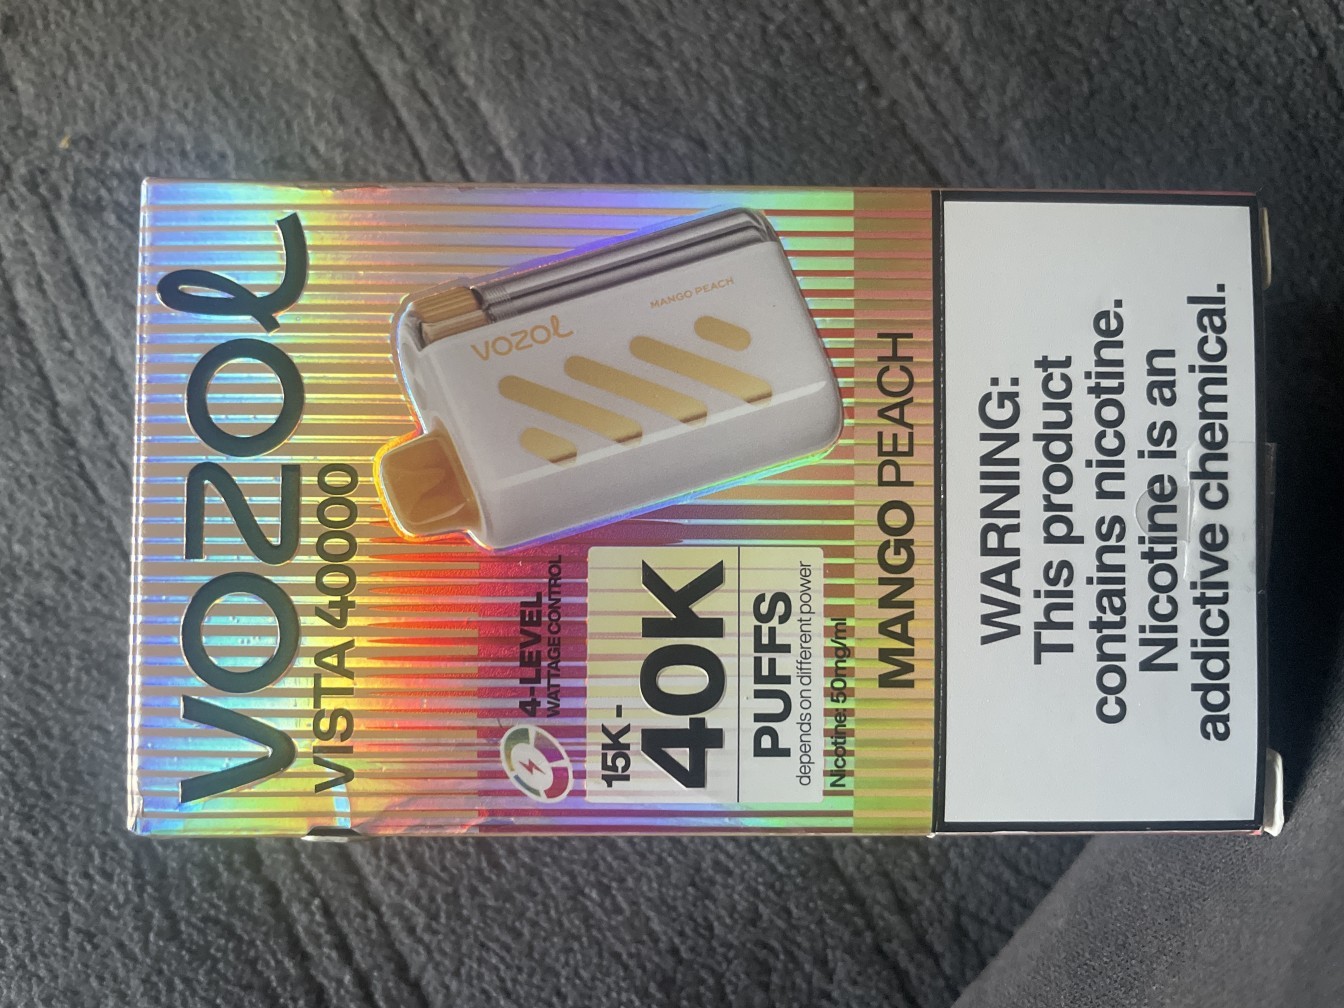 VOZOL
VISTA 40000
VOZOL
MANGO PEACH
4-LEVEL
WATTAGE CONTROL
15K -
40K
PUFFS
depends on different power
Nicotine: 50mg/ml
MANGO PEACH
WARNING:
This product
contains nicotine.
Nicotine is an
addictive chemical.